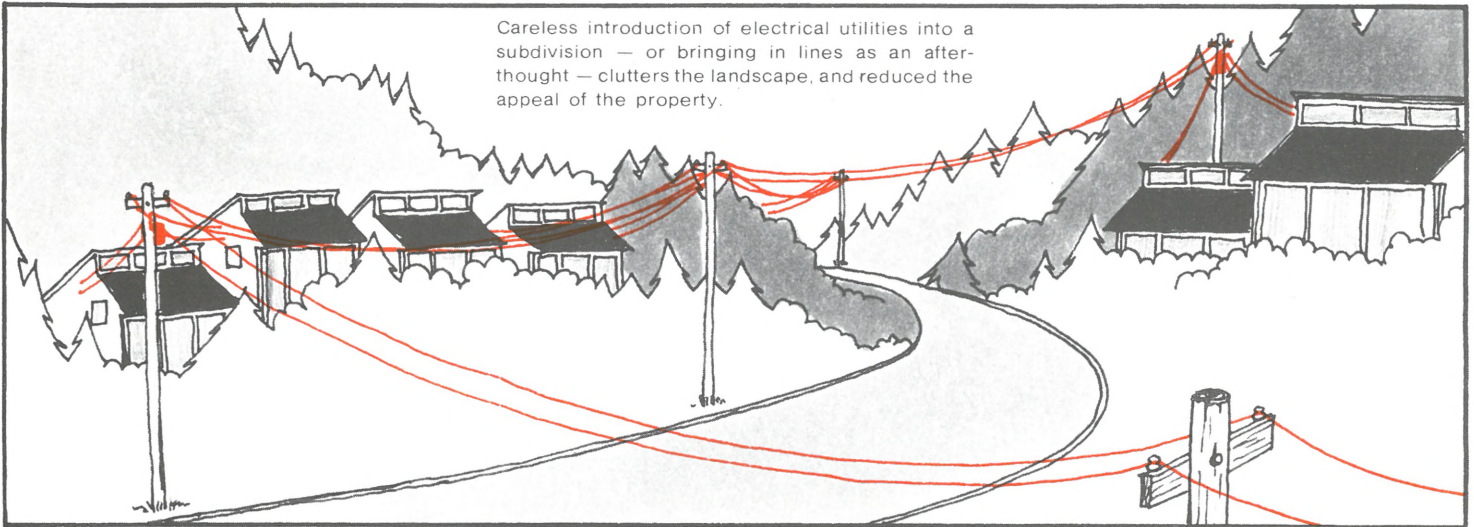 Careless introduction of electrical utilities into a
subdivision — or bringing in lines as an after-
thought — clutters the landscape, and reduced the
appeal of the property.